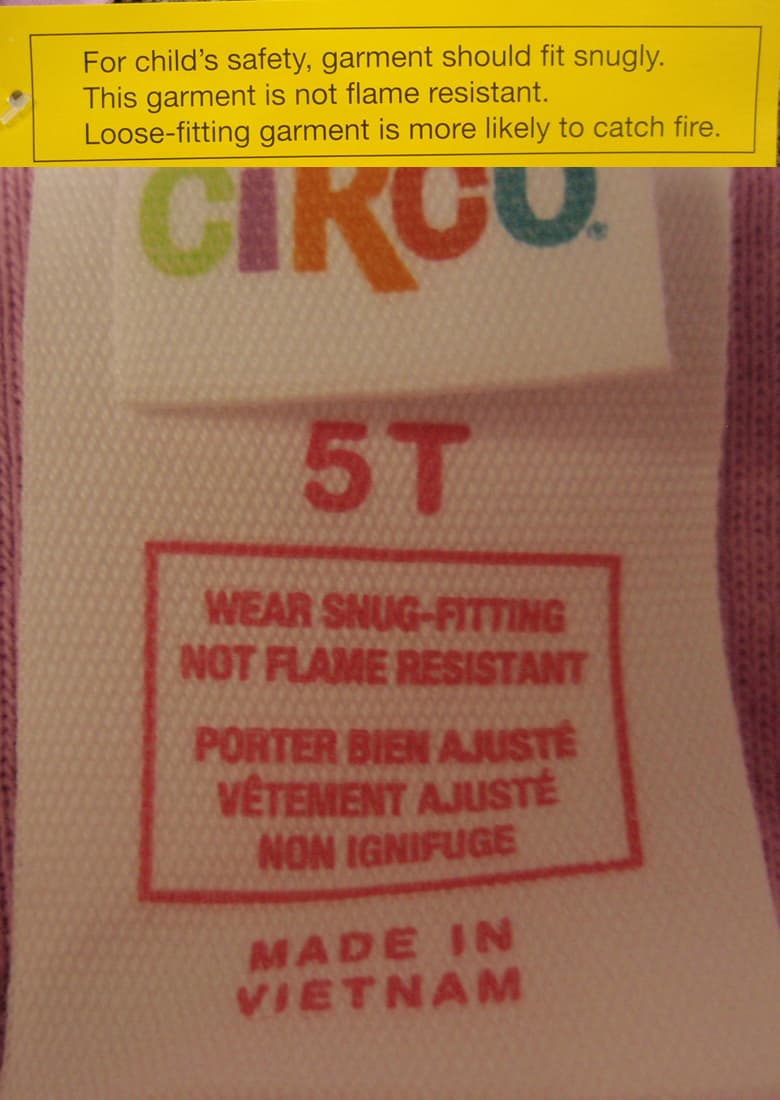 For child's safety, garment should fit snugly.
This garment is not flame resistant.
Loose-fitting garment is more likely to catch fire.
CIRCO®
5T
WEAR SNUG-FITTING
NOT FLAME RESISTANT
PORTER BIEN AJUSTÉ
VÊTEMENT AJUSTÉ
NON IGNIFUGE
MADE IN
VIETNAM